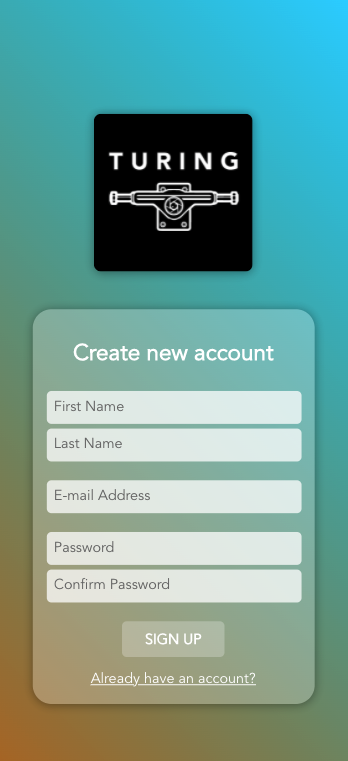 TURING
Create new account
First Name
Last Name
E-mail Address
Password
Confirm Password
SIGN UP
Already have an account?